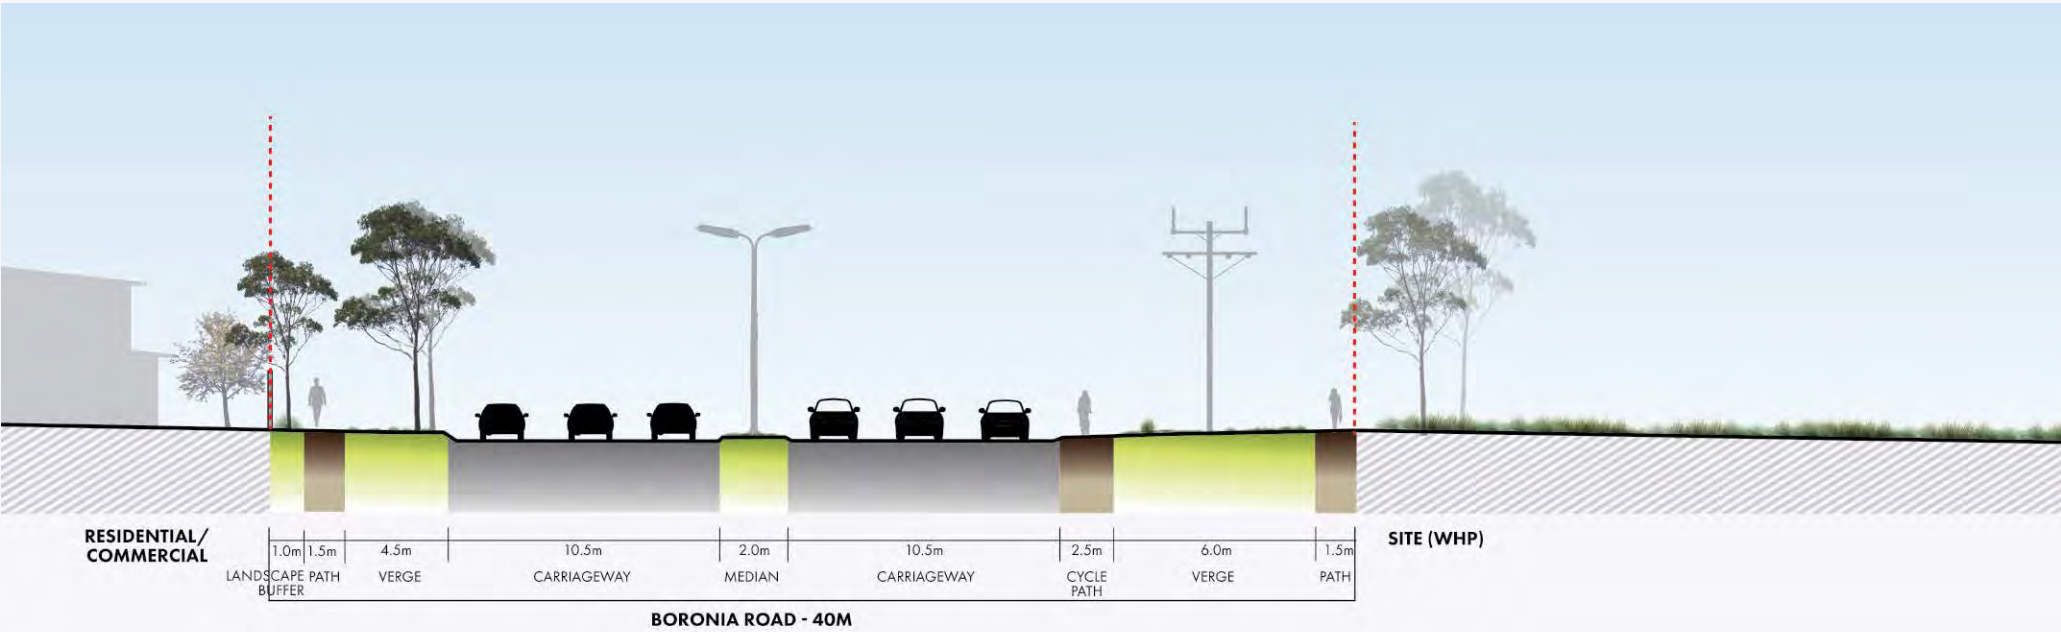 RESIDENTIAL/
COMMERCIAL
SITE (WHP)
1.0m 1.5m 4.5m 10.5m 2.0m 10.5m 2.5m 6.0m 1.5m
LANDSCAPE PATH VERGE CARRIAGEWAY MEDIAN CARRIAGEWAY CYCLE VERGE PATH
BUFFER PATH
BORONIA ROAD - 40M